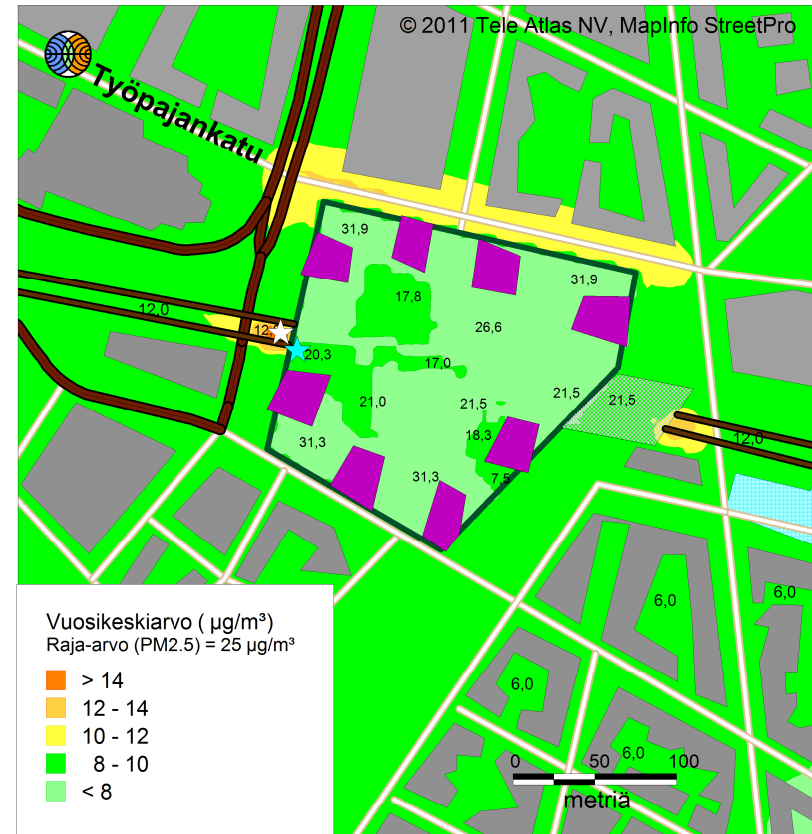 © 2011 Tele Atlas NV, MapInfo StreetPro
Työpajankatu
31,9
31,9
17,8
12,0
26,6
20,3
17,0
21,0
21,5
21,5
21,5
18,3
12,0
31,3
31,3
7,5
6,0
6,0
6,0
6,0
Vuosikeskiarvo ( µg/m³)
Raja-arvo (PM2.5) = 25 µg/m³
> 14
12 - 14
10 - 12
8 - 10
< 8
0 50 100
metriä